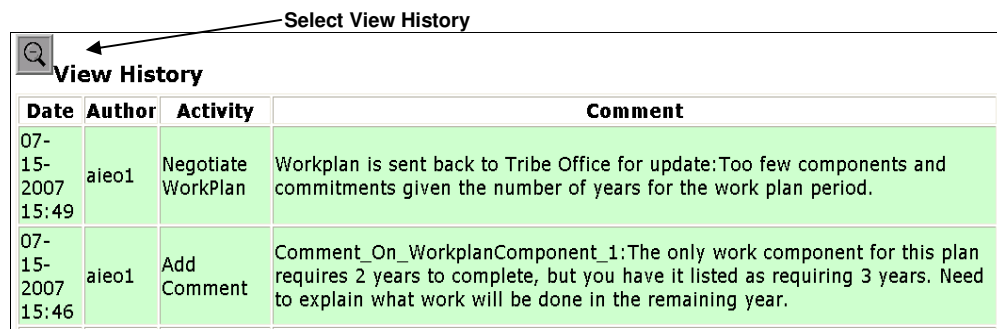 Select View History
View History
Date Author Activity Comment
07-
15-
2007
15:49
aieo1
Negotiate
WorkPlan
Workplan is sent back to Tribe Office for update:Too few components and
commitments given the number of years for the work plan period.
07-
15-
2007
15:46
aieo1
Add
Comment
Comment_On_WorkplanComponent_1:The only work component for this plan
requires 2 years to complete, but you have it listed as requiring 3 years. Need
to explain what work will be done in the remaining year.